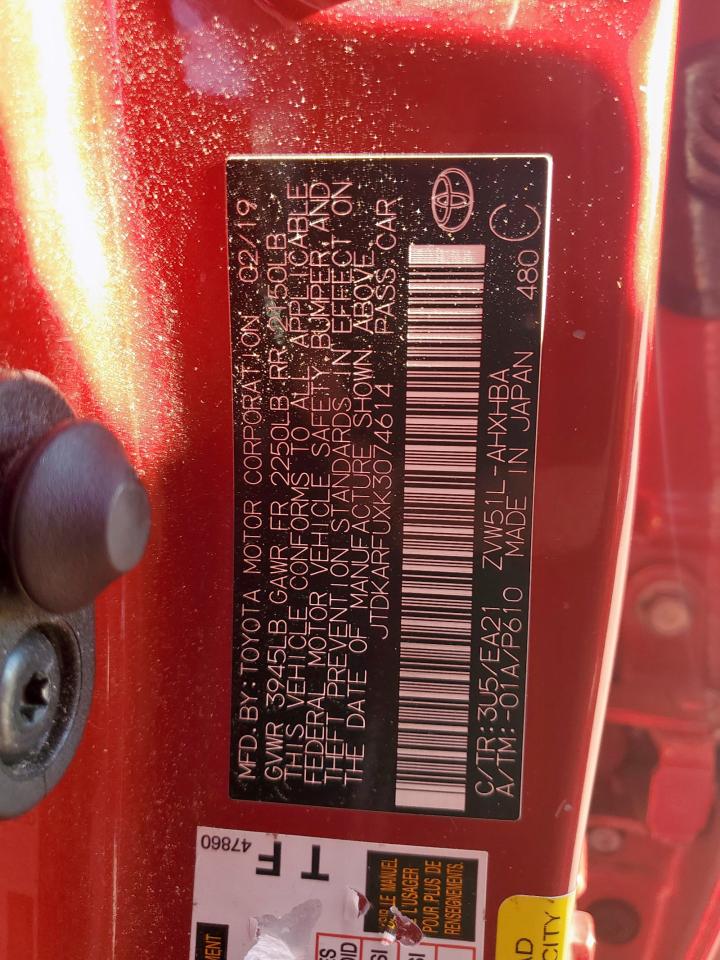 MFD. BY: TOYOTA MOTOR CORPORATION 02/19
GVWR 3945LB GAWR FR 2250LB RR 2150LB
THIS VEHICLE CONFORMS TO ALL APPLICABLE
FEDERAL MOTOR VEHICLE SAFETY, BUMPER AND
THEFT PREVENTION STANDARDS IN EFFECT ON
THE DATE OF MANUFACTURE SHOWN ABOVE.
JTDKARFUXK3074614 PASS CAR
C/TR: 3U5/EA21 ZVW51L-AHXHBA 480 C
A/TM: -01A/P610 MADE IN JAPAN
47860
LE MANUEL
L'USAGER
POUR PLUS DE
RENSEIGNEMENTS.